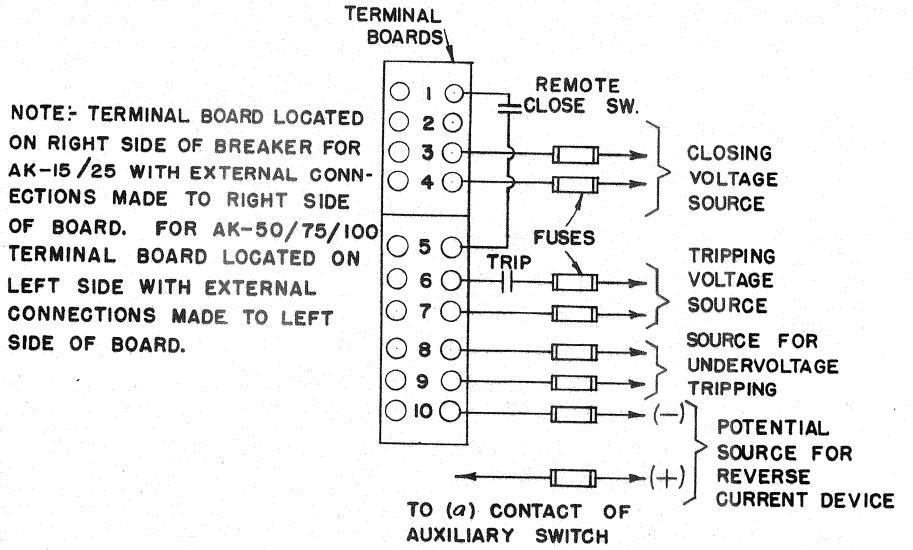 TERMINAL
BOARDS
NOTE:- TERMINAL BOARD LOCATED
ON RIGHT SIDE OF BREAKER FOR
AK-15/25 WITH EXTERNAL CONN-
ECTIONS MADE TO RIGHT SIDE
OF BOARD. FOR AK-50/75/100
TERMINAL BOARD LOCATED ON
LEFT SIDE WITH EXTERNAL
CONNECTIONS MADE TO LEFT
SIDE OF BOARD.
1
2
3
4
5
6
7
8
9
10
REMOTE
CLOSE SW.
CLOSING
VOLTAGE
SOURCE
FUSES
TRIP
TRIPPING
VOLTAGE
SOURCE
SOURCE FOR
UNDERVOLTAGE
TRIPPING
(-)
(+)
POTENTIAL
SOURCE FOR
REVERSE
CURRENT DEVICE
TO (a) CONTACT OF
AUXILIARY SWITCH